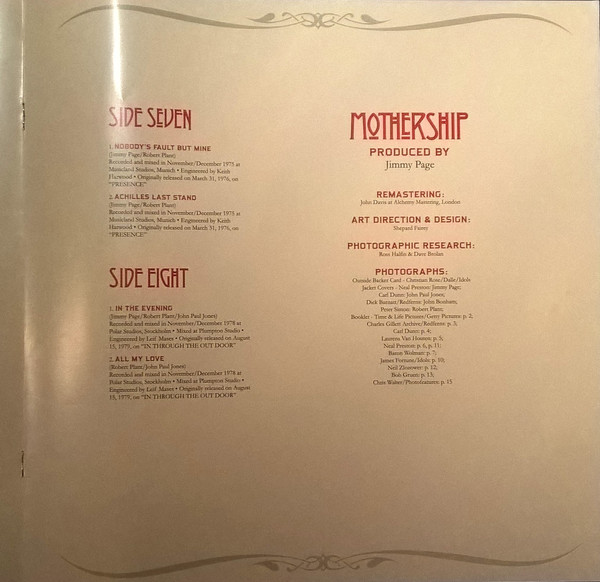 SIDE SEVEN
1. NOBODY'S FAULT BUT MINE
(Jimmy Page/Robert Plant)
Recorded and mixed in November/December 1975 at
Musicland Studios, Munich • Engineered by Keith
Harwood • Originally released on March 31, 1976, on
"PRESENCE"
2. ACHILLES LAST STAND
(Jimmy Page/Robert Plant)
Recorded and mixed in November/December 1975 at
Musicland Studios, Munich • Engineered by Keith
Harwood • Originally released on March 31, 1976, on
"PRESENCE"
SIDE EIGHT
1. IN THE EVENING
(Jimmy Page/Robert Plant/John Paul Jones)
Recorded and mixed in November/December 1978 at
Polar Studios, Stockholm • Mixed at Plumpton Studio •
Engineered by Leif Mases • Originally released on August
15, 1979, on "IN THROUGH THE OUT DOOR"
2. ALL MY LOVE
(Robert Plant/John Paul Jones)
Recorded and mixed in November/December 1978 at
Polar Studios, Stockholm • Mixed at Plumpton Studio •
Engineered by Leif Mases • Originally released on August
15, 1979, on "IN THROUGH THE OUT DOOR"
MOTHERSHIP
PRODUCED BY
Jimmy Page
REMASTERING:
John Davis at Alchemy Mastering, London
ART DIRECTION & DESIGN:
Shepard Fairey
PHOTOGRAPHIC RESEARCH:
Ross Halfin & Dave Brolan
PHOTOGRAPHS:
Outside Backer Card - Christian Rose/Dalle/Idols
Jacket Covers - Neal Preston: Jimmy Page;
Carl Dunn: John Paul Jones;
Dick Barnatt/Redferns: John Bonham;
Peter Simon: Robert Plant;
Booklet - Time & Life Pictures/Getty Pictures: p. 2;
Charles Gillett Archive/Redferns: p. 3;
Carl Dunn: p. 4;
Laurens Van Houten: p. 5;
Neal Preston: p. 6, p. 11;
Baron Wolman: p. 7;
James Fortune/Idols: p. 10;
Neil Zlozower: p. 12;
Bob Gruen: p. 13;
Chris Walter/Photofeatures: p. 15